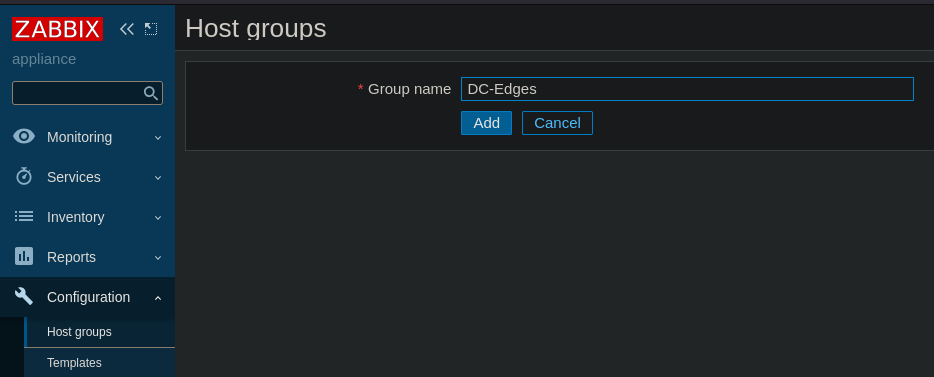 ZABBIX
appliance
Monitoring
Services
Inventory
Reports
Configuration
Host groups
Templates
Host groups
* Group name DC-Edges
Add Cancel